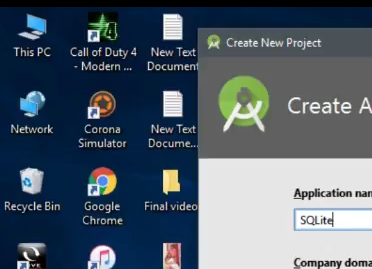 This PC
Call of Duty 4
- Modern ...
New Text
Document
Network
Corona
Simulator
New Text
Docume...
Recycle Bin
Google
Chrome
Final video
Create New Project
Create A
Application nam
SQLite
Company doma